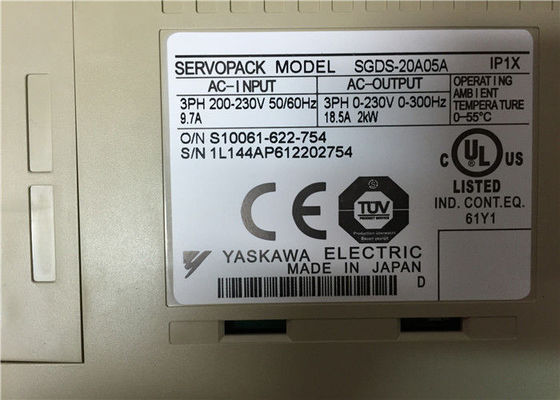 SERVOPACK MODEL SGDS-20A05A IP1X
AC-INPUT AC-OUTPUT OPERATING AMBIENT TEMPERATURE 0-55°C
3PH 200-230V 50/60Hz 3PH 0-230V 0-300Hz
9.7A 18.5A 2kW
O/N S10061-622-754
S/N 1L144AP612202754
C UL US
LISTED
IND. CONT.EQ.
61Y1
CE
TÜV
PRODUCT SERVICE
YASKAWA ELECTRIC
MADE IN JAPAN
D